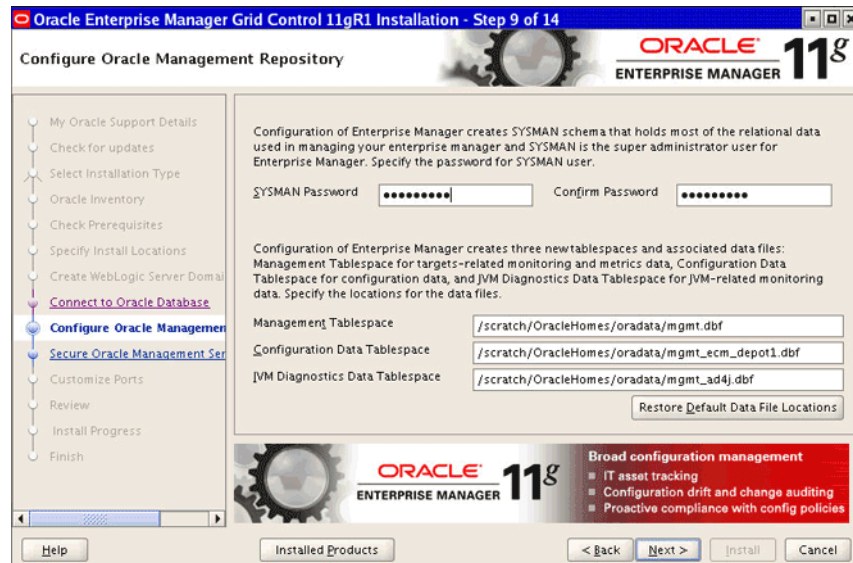 Oracle Enterprise Manager Grid Control 11gR1 Installation - Step 9 of 14
Configure Oracle Management Repository
ORACLE
ENTERPRISE MANAGER 11g
My Oracle Support Details
Check for updates
Select Installation Type
Oracle Inventory
Check Prerequisites
Specify Install Locations
Create WebLogic Server Domai
Connect to Oracle Database
Configure Oracle Managemen
Secure Oracle Management Ser
Customize Ports
Review
Install Progress
Finish
Configuration of Enterprise Manager creates SYSMAN schema that holds most of the relational data
used in managing your enterprise manager and SYSMAN is the super administrator user for
Enterprise Manager. Specify the password for SYSMAN user.
SYSMAN Password ●●●●●●●●● Confirm Password ●●●●●●●●●
Configuration of Enterprise Manager creates three new tablespaces and associated data files:
Management Tablespace for targets-related monitoring and metrics data, Configuration Data
Tablespace for configuration data, and JVM Diagnostics Data Tablespace for JVM-related monitoring
data. Specify the locations for the data files.
Management Tablespace /scratch/OracleHomes/oradata/mgmt.dbf
Configuration Data Tablespace /scratch/OracleHomes/oradata/mgmt_ecm_depot1.dbf
JVM Diagnostics Data Tablespace /scratch/OracleHomes/oradata/mgmt_ad4j.dbf
Restore Default Data File Locations
ORACLE
ENTERPRISE MANAGER 11g
Broad configuration management
IT asset tracking
Configuration drift and change auditing
Proactive compliance with config policies
Help Installed Products < Back Next > Install Cancel